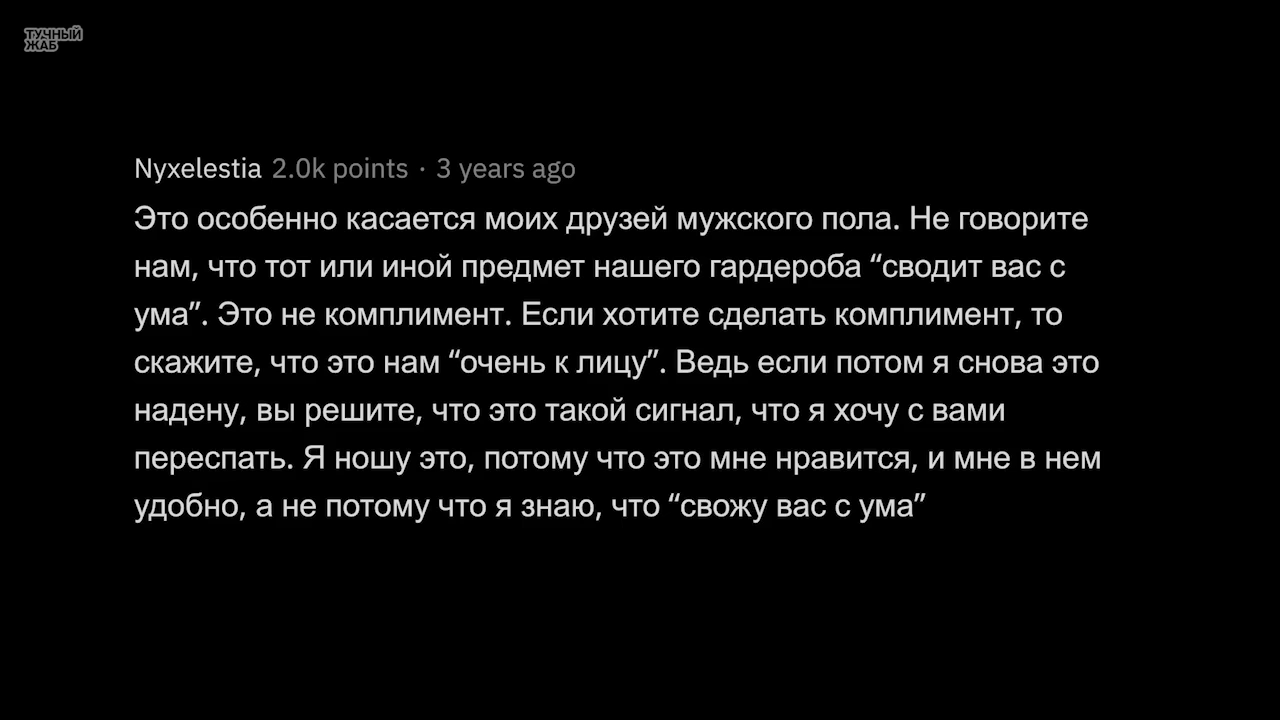 ТУЧНЫЙ
ЖАБ
Nyxelestia 2.0k points · 3 years ago
Это особенно касается моих друзей мужского пола. Не говорите
нам, что тот или иной предмет нашего гардероба “сводит вас с
ума”. Это не комплимент. Если хотите сделать комплимент, то
скажите, что это нам “очень к лицу”. Ведь если потом я снова это
надену, вы решите, что это такой сигнал, что я хочу с вами
переспать. Я ношу это, потому что это мне нравится, и мне в нем
удобно, а не потому что я знаю, что “свожу вас с ума”